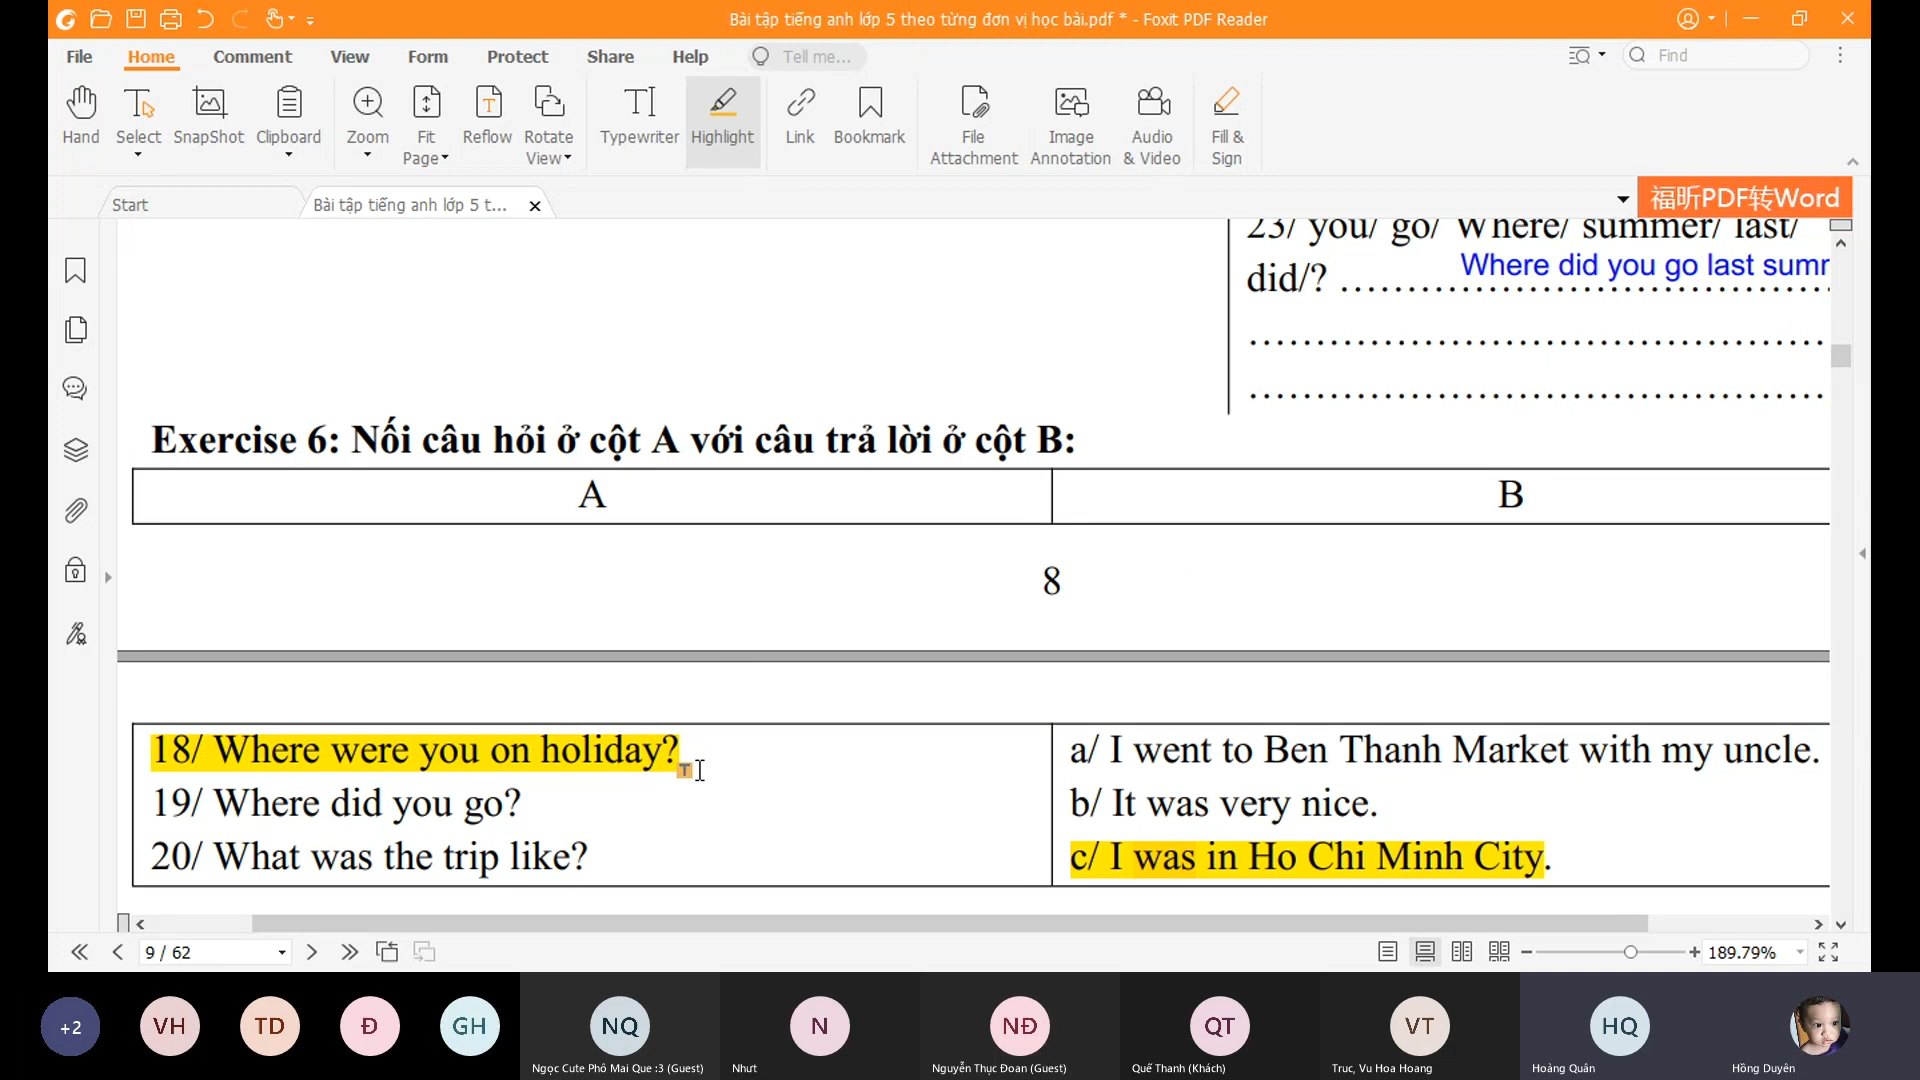 Bài tập tiếng anh lớp 5 theo từng đơn vị học bài.pdf * - Foxit PDF Reader
File Home Comment View Form Protect Share Help Tell me... Find
Hand Select SnapShot Clipboard Zoom Fit Page Reflow Rotate View Typewriter Highlight Link Bookmark File Attachment Image Annotation Audio & Video Fill & Sign
Start Bài tập tiếng anh lớp 5 t... 福昕PDF转Word
23/ you/ go/ Where/ summer/ last/
Where did you go last sumr
did/? ........................................
........................................
........................................
Exercise 6: Nối câu hỏi ở cột A với câu trả lời ở cột B:
A B
8
18/ Where were you on holiday? a/ I went to Ben Thanh Market with my uncle.
19/ Where did you go? b/ It was very nice.
20/ What was the trip like? c/ I was in Ho Chi Minh City.
9 / 62 189.79%
+2 VH TD Đ GH NQ N NĐ QT VT HQ
Ngọc Cute Phô Mai Que :3 (Guest) Nhưt Nguyễn Thục Đoan (Guest) Quế Thanh (Khách) Truc, Vu Hoa Hoang Hoàng Quân Hồng Duyên